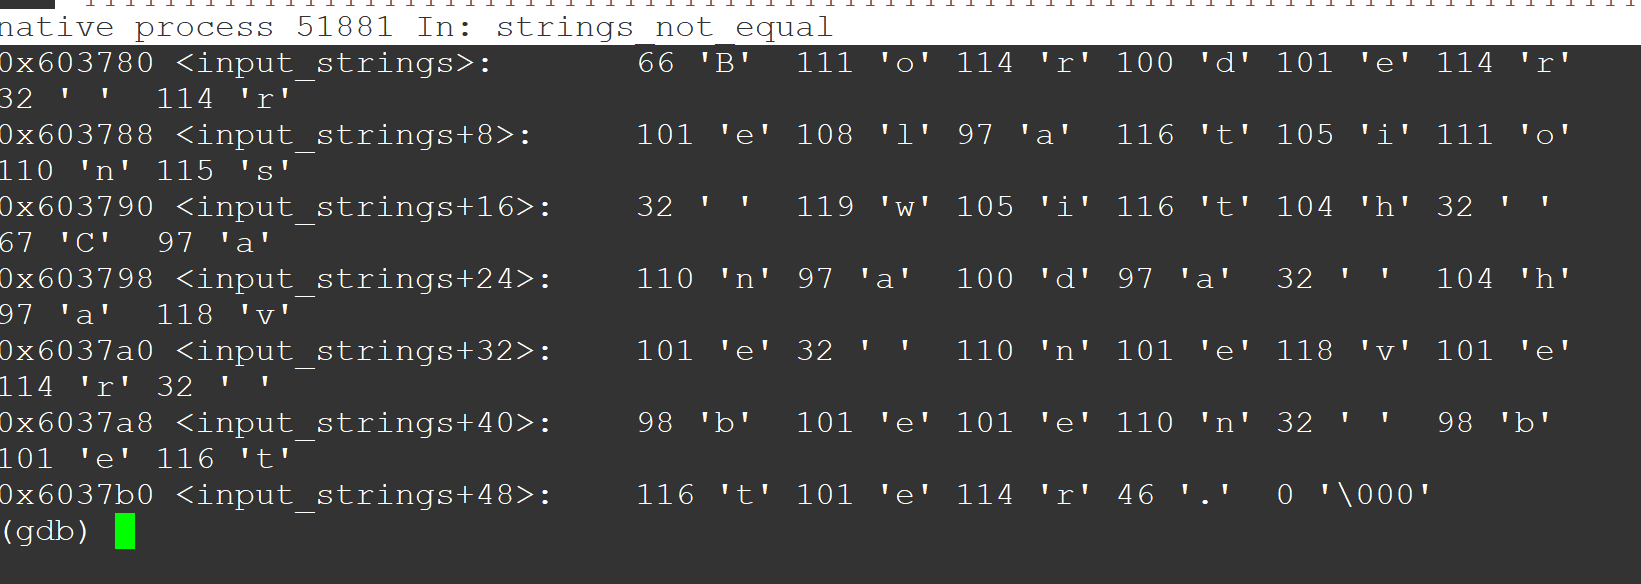 native process 51881 In: strings_not_equal
0x603780 <input_strings>:       66 'B'  111 'o' 114 'r' 100 'd' 101 'e' 114 'r'
32 ' '  114 'r'
0x603788 <input_strings+8>:     101 'e' 108 'l' 97 'a'  116 't' 105 'i' 111 'o'
110 'n' 115 's'
0x603790 <input_strings+16>:    32 ' '  119 'w' 105 'i' 116 't' 104 'h' 32 ' '
67 'C'  97 'a'
0x603798 <input_strings+24>:    110 'n' 97 'a'  100 'd' 97 'a'  32 ' '  104 'h'
97 'a'  118 'v'
0x6037a0 <input_strings+32>:    101 'e' 32 ' '  110 'n' 101 'e' 118 'v' 101 'e'
114 'r' 32 ' '
0x6037a8 <input_strings+40>:    98 'b'  101 'e' 101 'e' 110 'n' 32 ' '  98 'b'
101 'e' 116 't'
0x6037b0 <input_strings+48>:    116 't' 101 'e' 114 'r' 46 '.'  0 '\000'
(gdb)